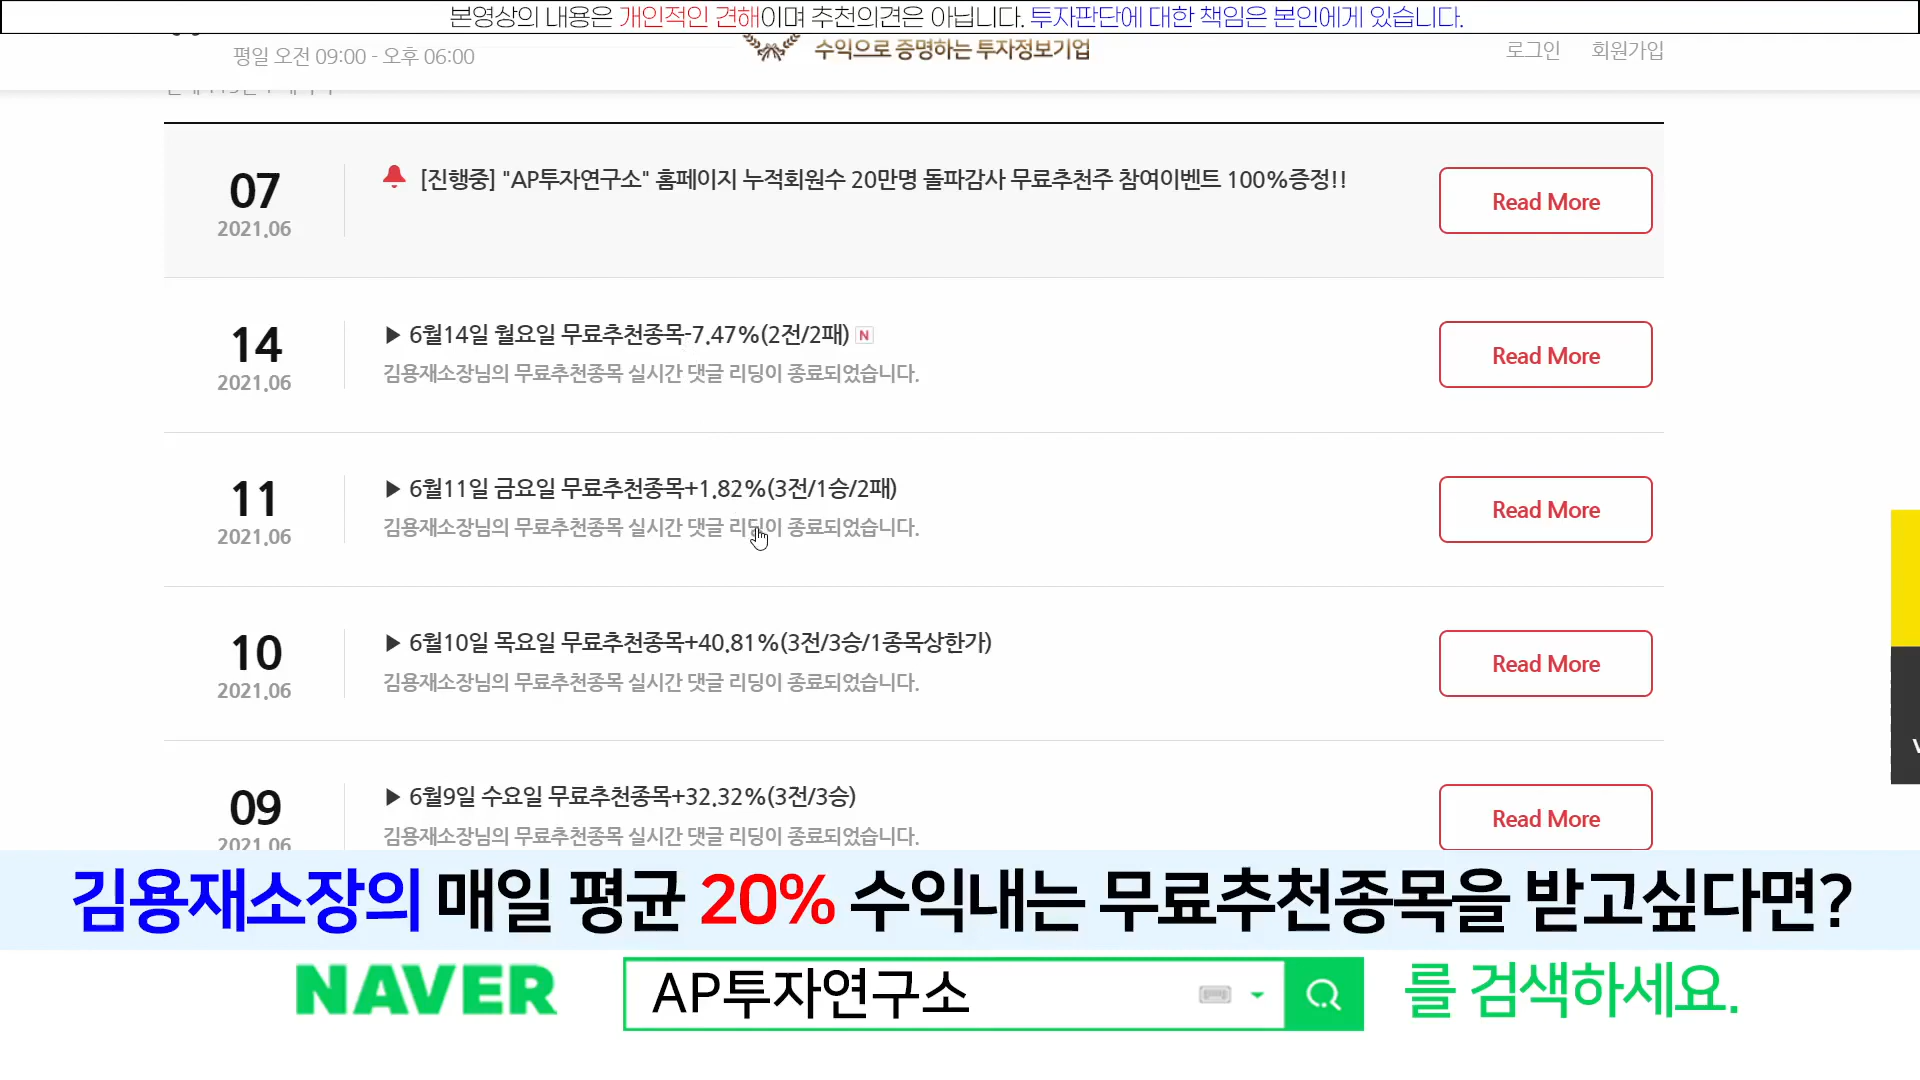 본영상의 내용은 개인적인 견해이며 추천의견은 아닙니다. 투자판단에 대한 책임은 본인에게 있습니다.
평일 오전 09:00 - 오후 06:00
수익으로 증명하는 투자정보기업
로그인 회원가입
07
2021.06
[진행중] "AP투자연구소" 홈페이지 누적회원수 20만명 돌파감사 무료추천주 참여이벤트 100%증정!!
Read More
14
2021.06
▶ 6월14일 월요일 무료추천종목-7.47%(2전/2패) N
김용재소장님의 무료추천종목 실시간 댓글 리딩이 종료되었습니다.
Read More
11
2021.06
▶ 6월11일 금요일 무료추천종목+1.82%(3전/1승/2패)
김용재소장님의 무료추천종목 실시간 댓글 리딩이 종료되었습니다.
Read More
10
2021.06
▶ 6월10일 목요일 무료추천종목+40.81%(3전/3승/1종목상한가)
김용재소장님의 무료추천종목 실시간 댓글 리딩이 종료되었습니다.
Read More
09
2021.06
▶ 6월9일 수요일 무료추천종목+32.32%(3전/3승)
김용재소장님의 무료추천종목 실시간 댓글 리딩이 종료되었습니다.
Read More
김용재소장의 매일 평균 20% 수익내는 무료추천종목을 받고싶다면?
NAVER AP투자연구소 를 검색하세요.